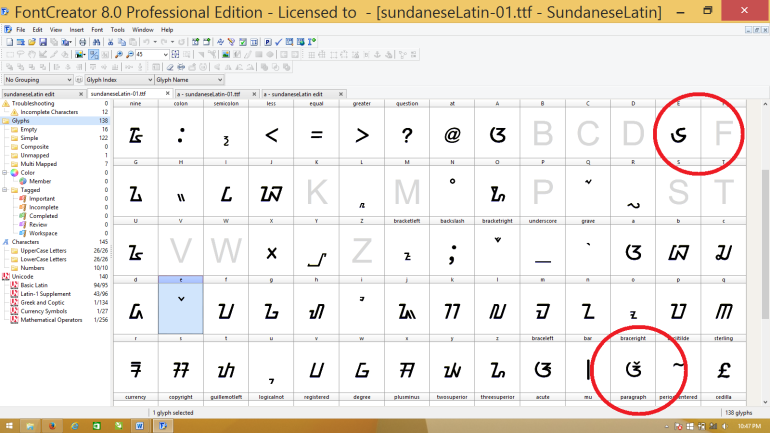 FontCreator 8.0 Professional Edition - Licensed to - [sundaneseLatin-01.ttf - SundaneseLatin]
File Edit View Insert Font Tools Window Help
45
No Grouping Glyph Index Glyph Name
sundaneseLatin edit sundaneseLatin-01.ttf a - sundaneseLatin-01.ttf a - sundaneseLatin edit
Troubleshooting 0
Incomplete Characters 12
Glyphs 138
Empty 16
Simple 122
Composite 0
Unmapped 1
Multi Mapped 7
Color 0
Member 0
Tagged 0
Important 0
Incomplete 0
Completed 0
Review 0
Workspace 0
Characters 145
UpperCase Letters 26/26
LowerCase Letters 26/26
Numbers 10/10
Unicode 140
Basic Latin 94/95
Latin-1 Supplement 43/96
Greek and Coptic 1/134
Currency Symbols 1/27
Mathematical Operators 1/256
nine colon semicolon less equal greater question at A B C D E F
: < = > ? @ B C D F
G H I J K L M N O P Q R S T
K M P S T
U V W X Y Z bracketleft backslash bracketright underscore grave a b c
V W Z ; _ `
d e f g h i j k l m n o p q
r s t u v w x y z braceleft bar braceright asciitilde sterling
| ~ £
currency copyright guillemotleft logicalnot registered degree plusminus twosuperior threesuperior acute mu paragraph periodcentered cedilla
1 glyph selected 138 glyphs
10:47 PM